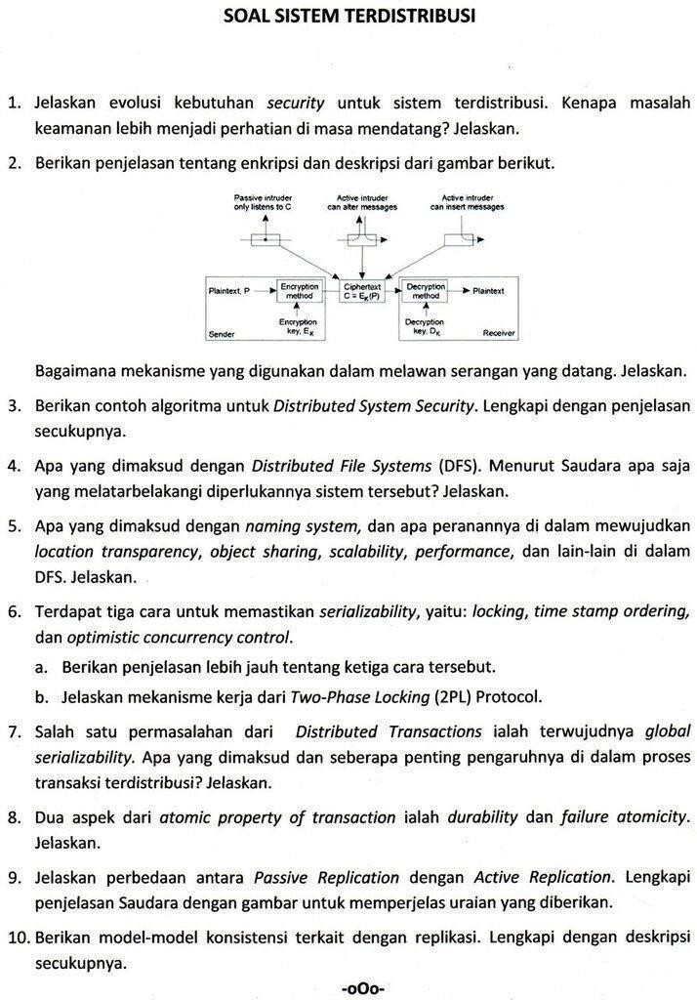 SOAL SISTEM TERDISTRIBUSI
1. Jelaskan evolusi kebutuhan security untuk sistem terdistribusi. Kenapa masalah
keamanan lebih menjadi perhatian di masa mendatang? Jelaskan.
2. Berikan penjelasan tentang enkripsi dan deskripsi dari gambar berikut.
Passive intruder
only listens to C
Active intruder
can alter messages
Active intruder
can insert messages
Plaintext, P
Encryption
method
Ciphertext
C = EK(P)
Decryption
method
Plaintext
Encryption
key, EK
Decryption
key, DK
Sender
Receiver
Bagaimana mekanisme yang digunakan dalam melawan serangan yang datang. Jelaskan.
3. Berikan contoh algoritma untuk Distributed System Security. Lengkapi dengan penjelasan
secukupnya.
4. Apa yang dimaksud dengan Distributed File Systems (DFS). Menurut Saudara apa saja
yang melatarbelakangi diperlukannya sistem tersebut? Jelaskan.
5. Apa yang dimaksud dengan naming system, dan apa peranannya di dalam mewujudkan
location transparency, object sharing, scalability, performance, dan lain-lain di dalam
DFS. Jelaskan.
6. Terdapat tiga cara untuk memastikan serializability, yaitu: locking, time stamp ordering,
dan optimistic concurrency control.
a. Berikan penjelasan lebih jauh tentang ketiga cara tersebut.
b. Jelaskan mekanisme kerja dari Two-Phase Locking (2PL) Protocol.
7. Salah satu permasalahan dari Distributed Transactions ialah terwujudnya global
serializability. Apa yang dimaksud dan seberapa penting pengaruhnya di dalam proses
transaksi terdistribusi? Jelaskan.
8. Dua aspek dari atomic property of transaction ialah durability dan failure atomicity.
Jelaskan.
9. Jelaskan perbedaan antara Passive Replication dengan Active Replication. Lengkapi
penjelasan Saudara dengan gambar untuk memperjelas uraian yang diberikan.
10. Berikan model-model konsistensi terkait dengan replikasi. Lengkapi dengan deskripsi
secukupnya.
-oOo-